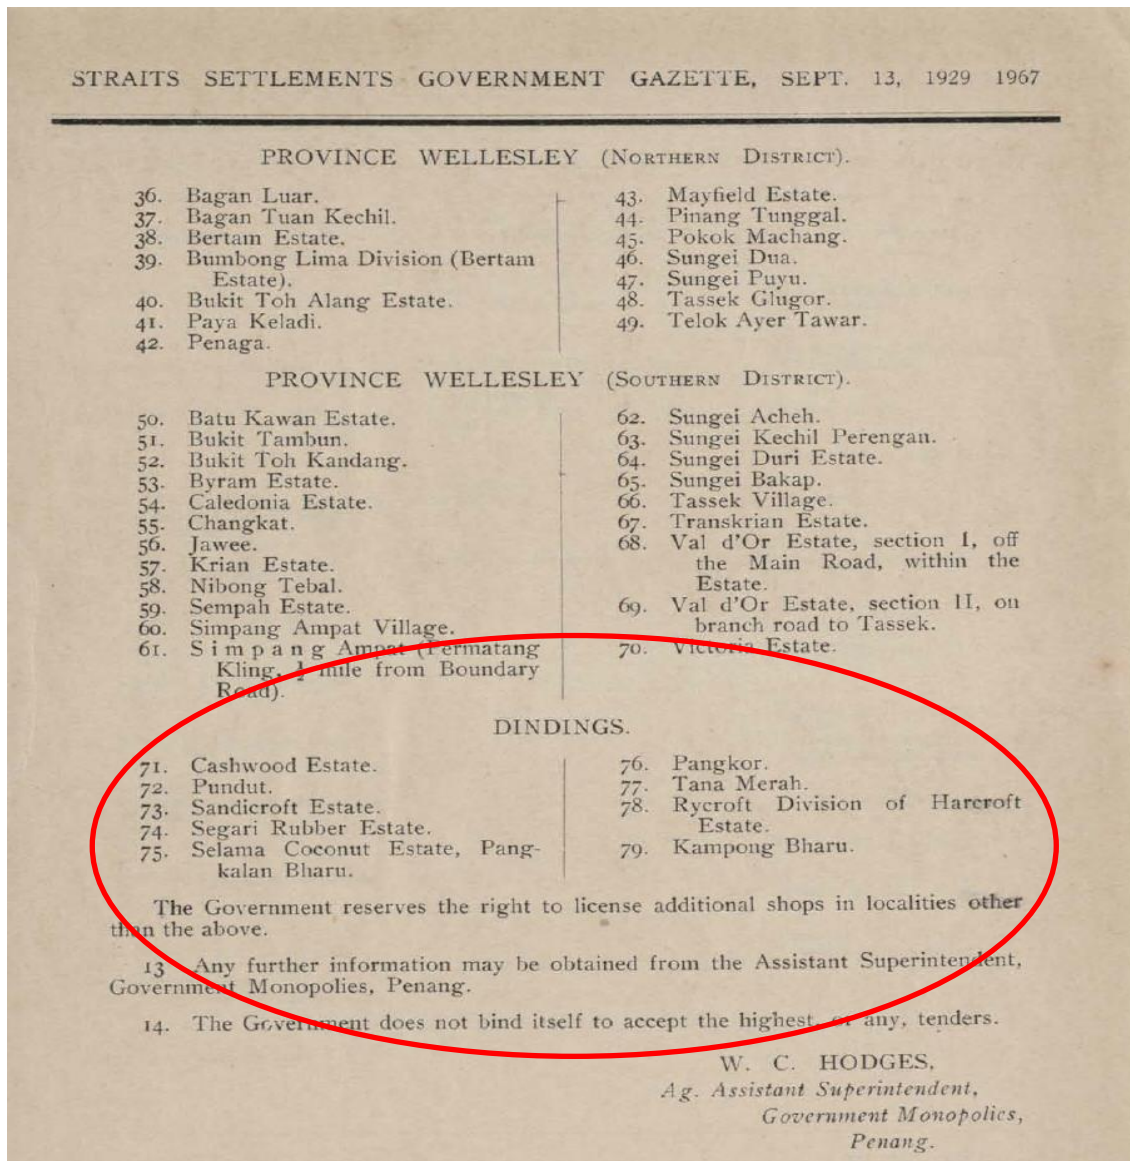 STRAITS SETTLEMENTS GOVERNMENT GAZETTE, SEPT. 13, 1929 1967
PROVINCE WELLESLEY (NORTHERN DISTRICT).
36. Bagan Luar.
37. Bagan Tuan Kechil.
38. Bertam Estate.
39. Bumbong Lima Division (Bertam
Estate).
40. Bukit Toh Alang Estate.
41. Paya Keladi.
42. Penaga.
43. Mayfield Estate.
44. Pinang Tunggal.
45. Pokok Machang.
46. Sungei Dua.
47. Sungei Puyu.
48. Tassek Glugor.
49. Telok Ayer Tawar.
PROVINCE WELLESLEY (SOUTHERN DISTRICT).
50. Batu Kawan Estate.
51. Bukit Tambun.
52. Bukit Toh Kandang.
53. Byram Estate.
54. Caledonia Estate.
55. Changkat.
56. Jawee.
57. Krian Estate.
58. Nibong Tebal.
59. Sempah Estate.
60. Simpang Ampat Village.
61. Simpang Ampat (Permatang
Kling, ½ mile from Boundary
Road).
62. Sungei Acheh.
63. Sungei Kechil Perengan.
64. Sungei Duri Estate.
65. Sungei Bakap.
66. Tassek Village.
67. Transkrian Estate.
68. Val d'Or Estate, section I, off
the Main Road, within the
Estate.
69. Val d'Or Estate, section II, on
branch road to Tassek.
70. Victoria Estate.
DINDINGS.
71. Cashwood Estate.
72. Pundut.
73. Sandicroft Estate.
74. Segari Rubber Estate.
75. Selama Coconut Estate, Pang-
kalan Bharu.
76. Pangkor.
77. Tana Merah.
78. Rycroft Division of Harcroft
Estate.
79. Kampong Bharu.
The Government reserves the right to license additional shops in localities other
than the above.
13 Any further information may be obtained from the Assistant Superintendent,
Government Monopolies, Penang.
14. The Government does not bind itself to accept the highest, or any, tenders.
W. C. HODGES,
Ag. Assistant Superintendent,
Government Monopolies,
Penang.